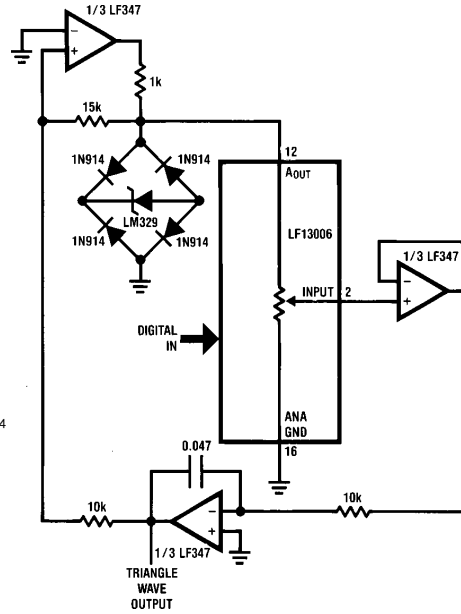 1/3 LF347
−
+
1k
15k
1N914
1N914
LM329
1N914
1N914
12
AOUT
LF13006
INPUT
2
1/3 LF347
−
+
DIGITAL
IN
ANA
GND
16
4
0.047
10k
−
+
10k
1/3 LF347
TRIANGLE
WAVE
OUTPUT